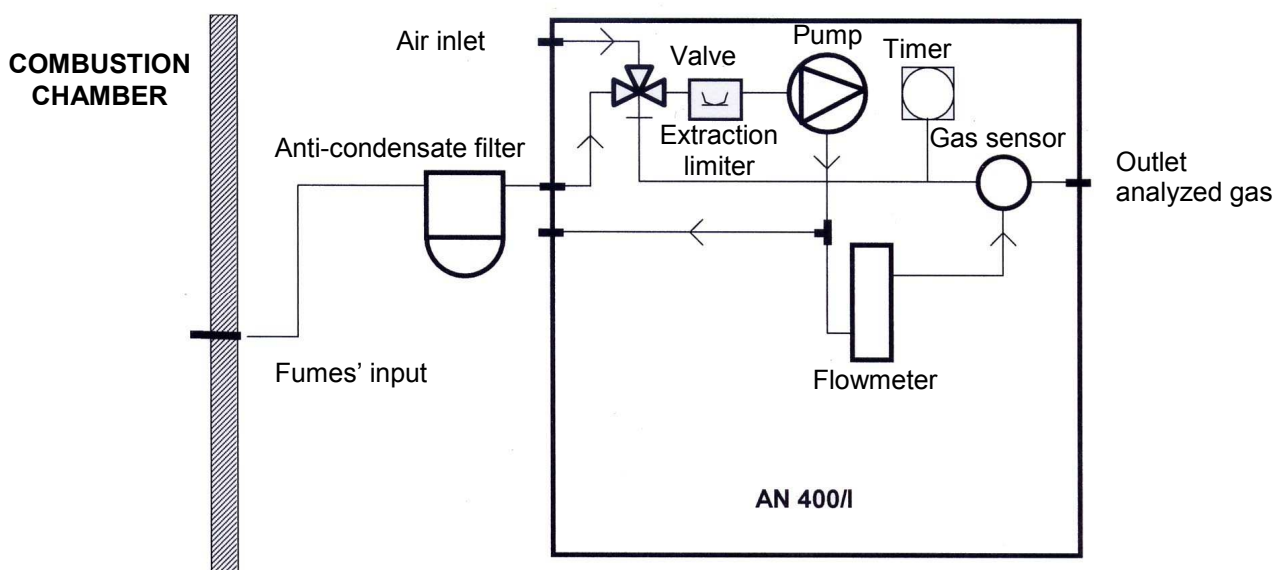 COMBUSTION
CHAMBER
Air inlet
Valve
Pump
Timer
Anti-condensate filter
Extraction
limiter
Gas sensor
Outlet
analyzed gas
Fumes’ input
Flowmeter
AN 400/I